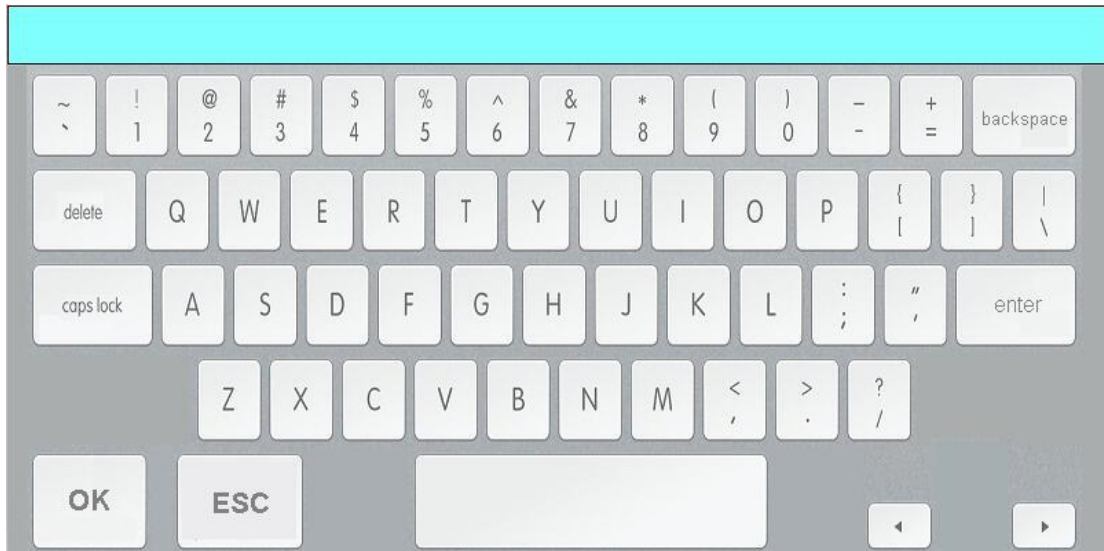 ~ ! @ # $ % ^ & * ( ) _ +
` 1 2 3 4 5 6 7 8 9 0 - = backspace
delete Q W E R T Y U I O P { } |
[ ] \
caps lock A S D F G H J K L : " enter
; '
Z X C V B N M < > ?
, . /
OK ESC